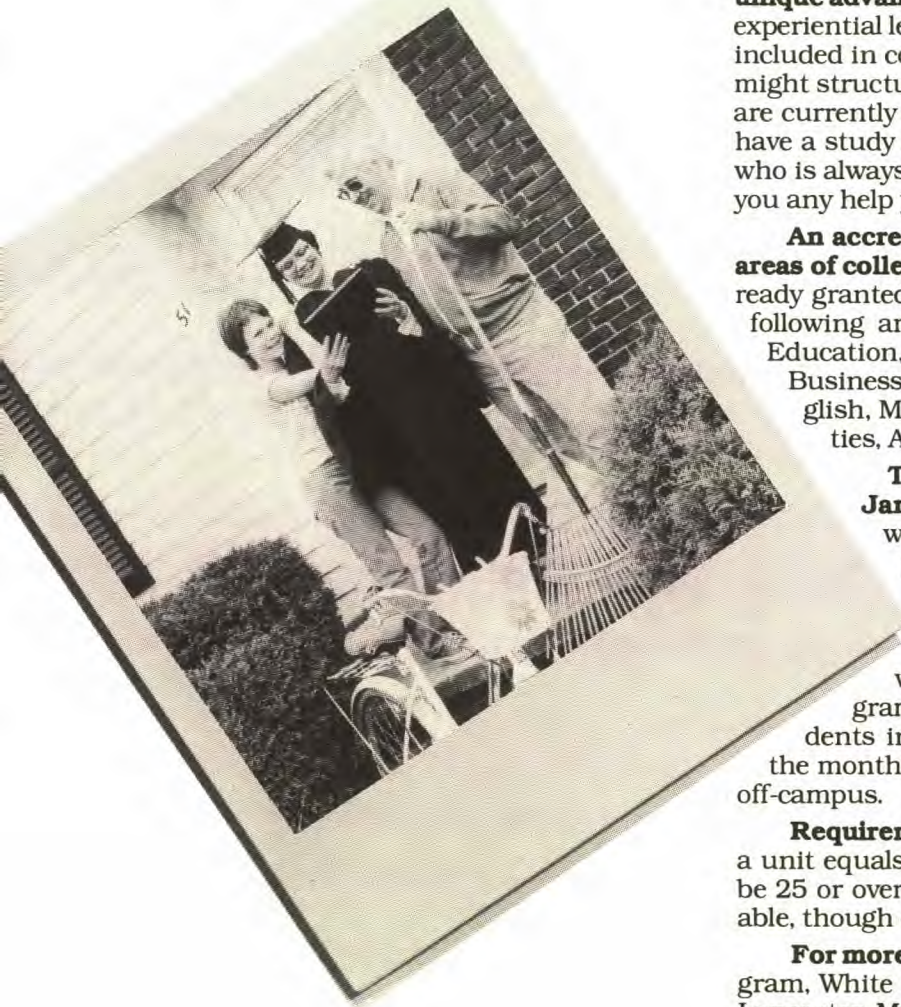 unique advan
experiential le
included in co
might structu
are currently
have a study
who is always
you any help
An accre
areas of colle
ready granted
following ar
Education,
Business
glish, M
ties, A
T
Jan
w
w
gran
dents in
the month
off-campus.
Requiren
a unit equals
be 25 or over
able, though
For more
gram, White